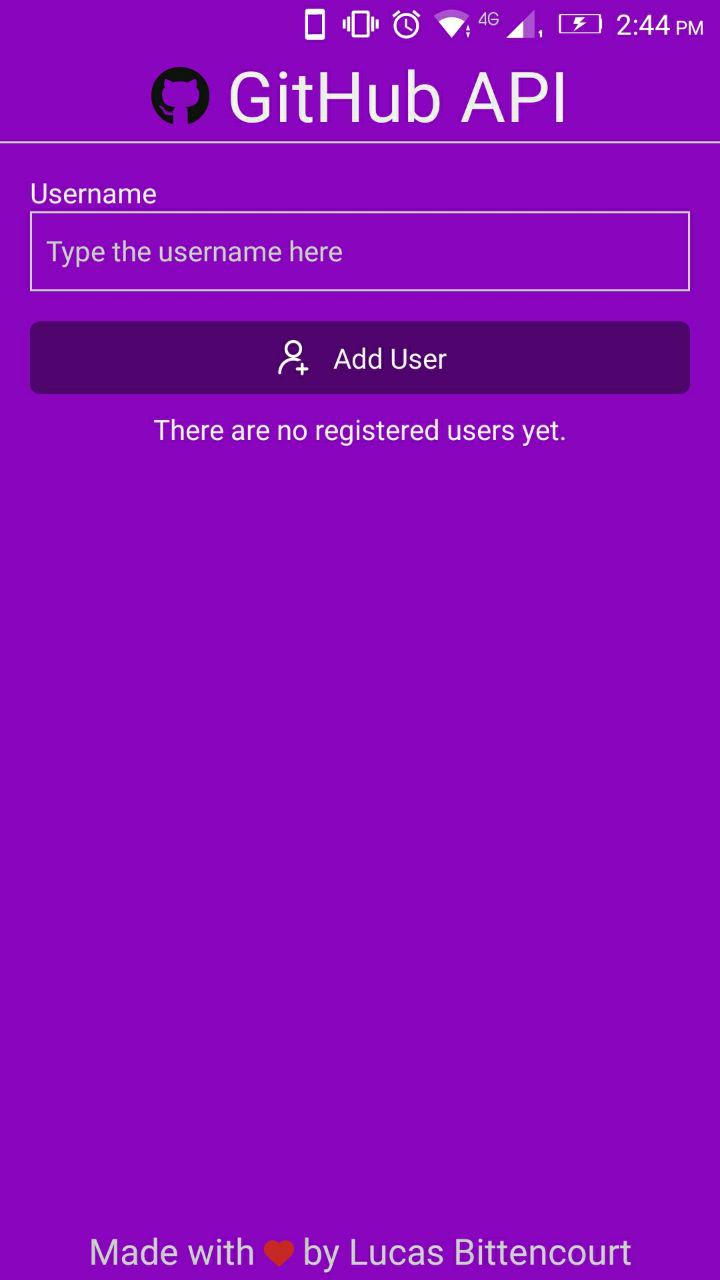 4G 2:44 PM
GitHub API
Username
Type the username here
Add User
There are no registered users yet.
Made with ❤ by Lucas Bittencourt